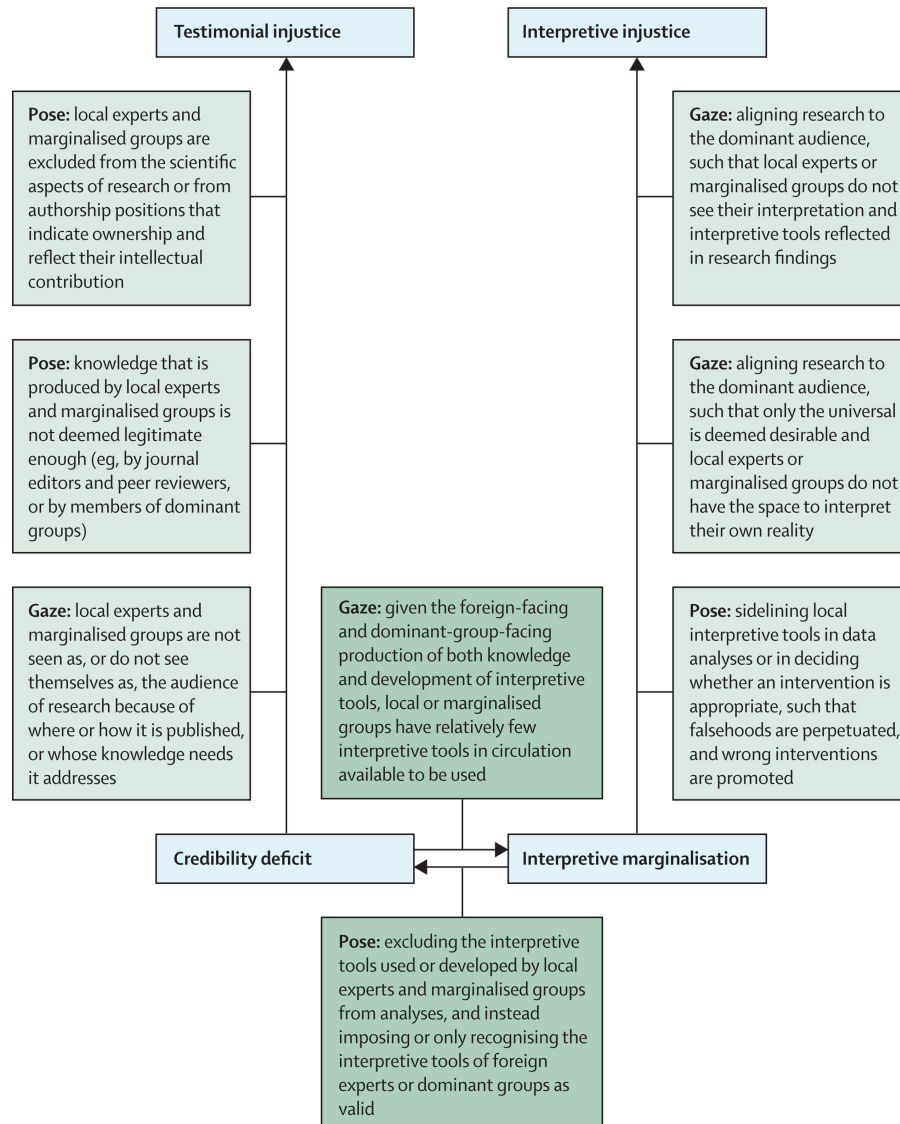 Testimonial injustice
Interpretive injustice
Pose: local experts and
marginalised groups are
excluded from the scientific
aspects of research or from
authorship positions that
indicate ownership and
reflect their intellectual
contribution
Gaze: aligning research to
the dominant audience,
such that local experts or
marginalised groups do not
see their interpretation and
interpretive tools reflected
in research findings
Pose: knowledge that is
produced by local experts
and marginalised groups is
not deemed legitimate
enough (eg, by journal
editors and peer reviewers,
or by members of dominant
groups)
Gaze: aligning research to
the dominant audience,
such that only the universal
is deemed desirable and
local experts or
marginalised groups do not
have the space to interpret
their own reality
Gaze: local experts and
marginalised groups are not
seen as, or do not see
themselves as, the audience
of research because of
where or how it is published,
or whose knowledge needs
it addresses
Gaze: given the foreign-facing
and dominant-group-facing
production of both knowledge
and development of interpretive
tools, local or marginalised
groups have relatively few
interpretive tools in circulation
available to be used
Pose: sidelining local
interpretive tools in data
analyses or in deciding
whether an intervention is
appropriate, such that
falsehoods are perpetuated,
and wrong interventions
are promoted
Credibility deficit
Interpretive marginalisation
Pose: excluding the interpretive
tools used or developed by local
experts and marginalised groups
from analyses, and instead
imposing or only recognising the
interpretive tools of foreign
experts or dominant groups as
valid